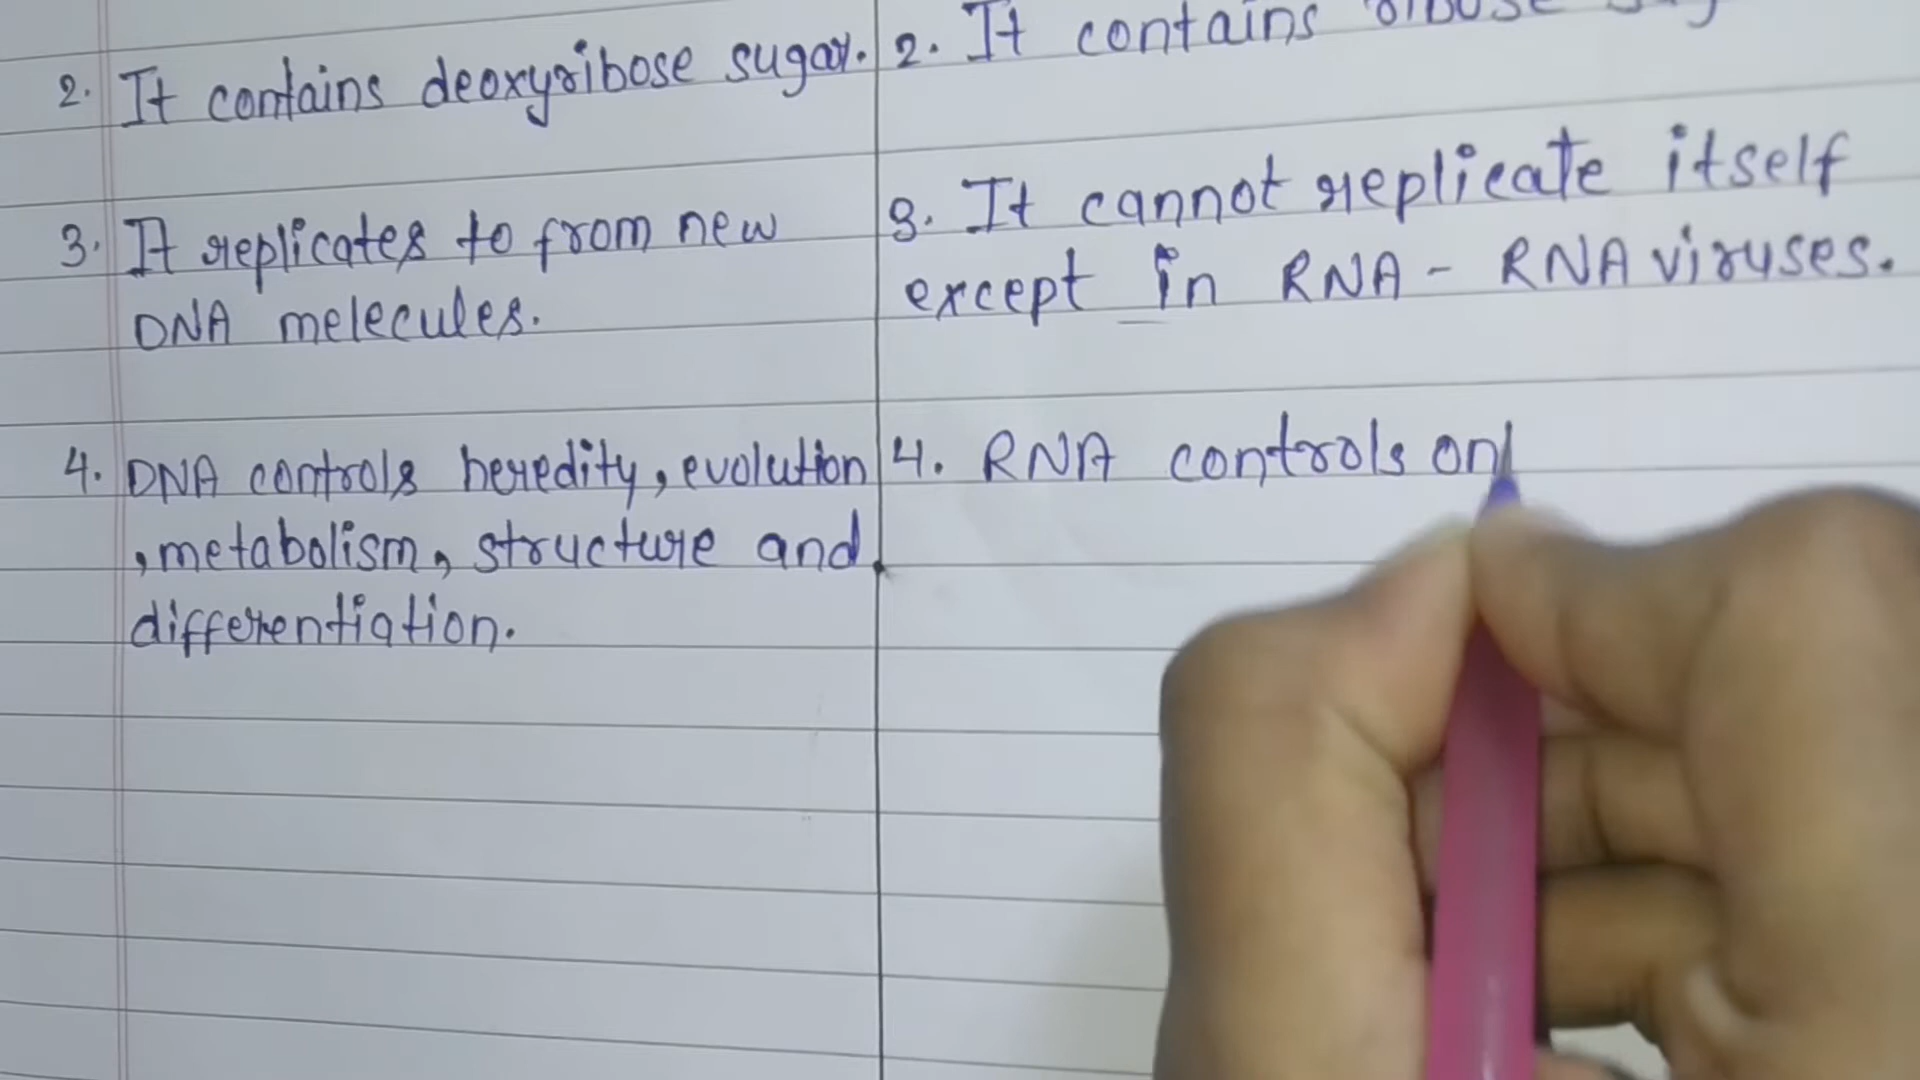 2. It contains deoxyribose sugar.
3. It replicates to from new
DNA melecules.
4. DNA controls heredity, evolution
, metabolism, structure and
differentiation.
2. It contains
3. It cannot replicate itself
except in RNA - RNA viruses.
4. RNA controls onl